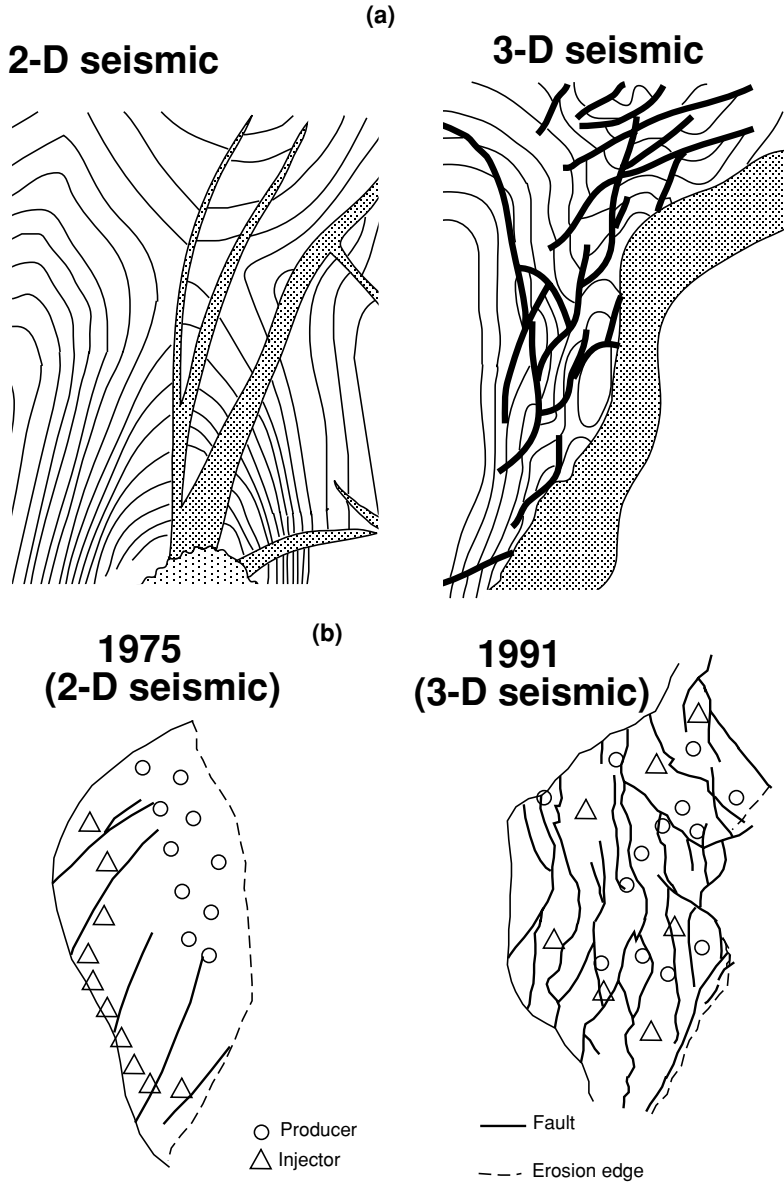 (a)
2-D seismic
3-D seismic
(b)
1975
(2-D seismic)
1991
(3-D seismic)
Producer
Injector
Fault
Erosion edge